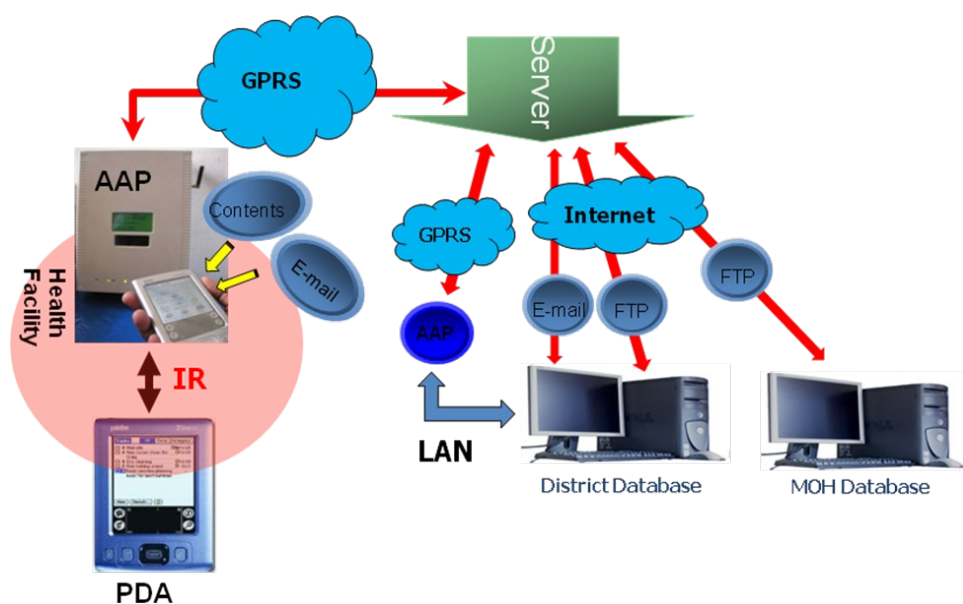 GPRS
Server
AAP
Contents
E-mail
Health
Facility
IR
PDA
GPRS
Internet
E-mail
FTP
FTP
AAP
LAN
District Database
MOH Database